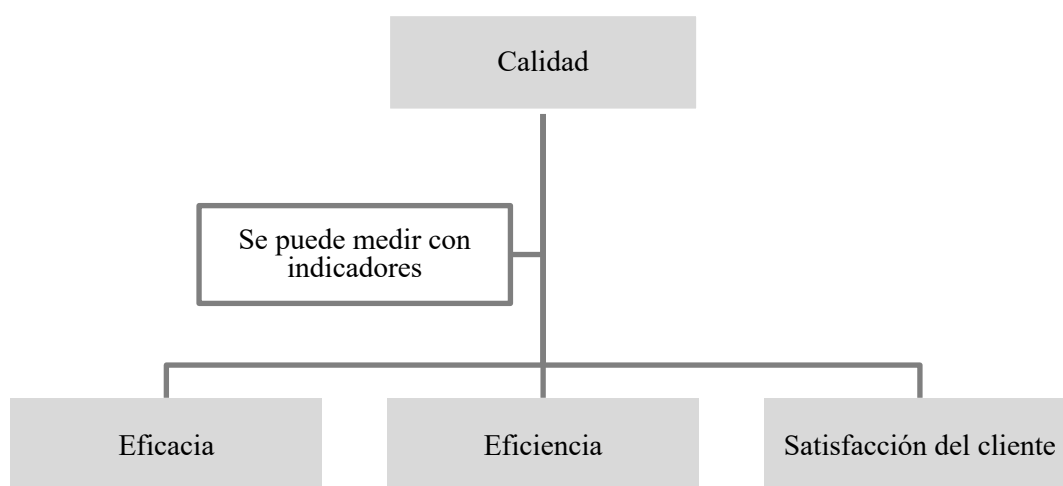 Calidad
Se puede medir con
indicadores
Eficacia
Eficiencia
Satisfacción del cliente